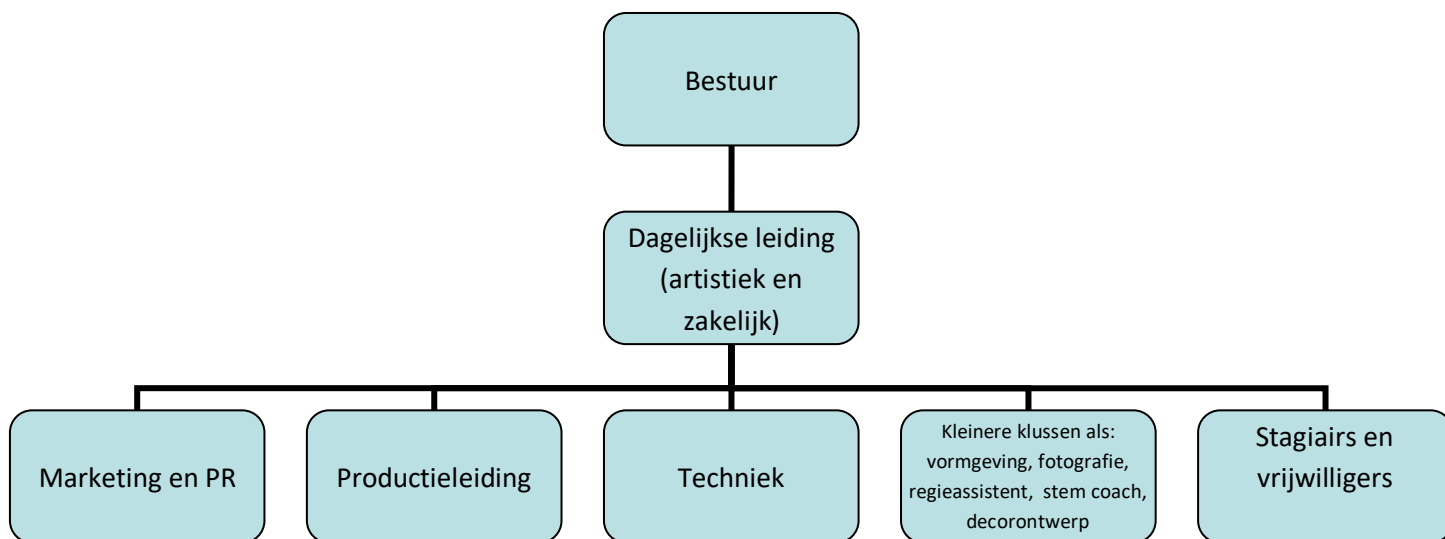 Bestuur
Dagelijkse leiding
(artistiek en
zakelijk)
Marketing en PR
Productieleiding
Techniek
Kleinere klussen als:
vormgeving, fotografie,
regieassistent, stem coach,
decorontwerp
Stagiairs en
vrijwilligers